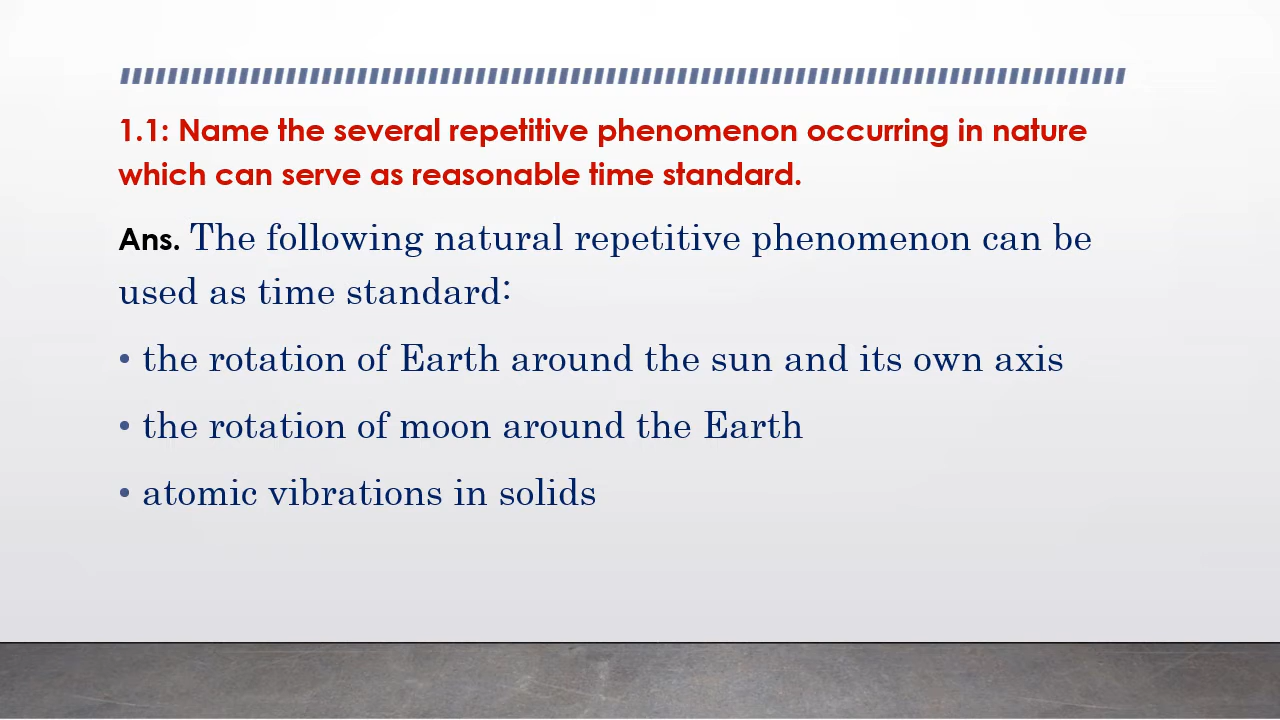 1.1: Name the several repetitive phenomenon occurring in nature
which can serve as reasonable time standard.
Ans. The following natural repetitive phenomenon can be
used as time standard:
• the rotation of Earth around the sun and its own axis
• the rotation of moon around the Earth
• atomic vibrations in solids